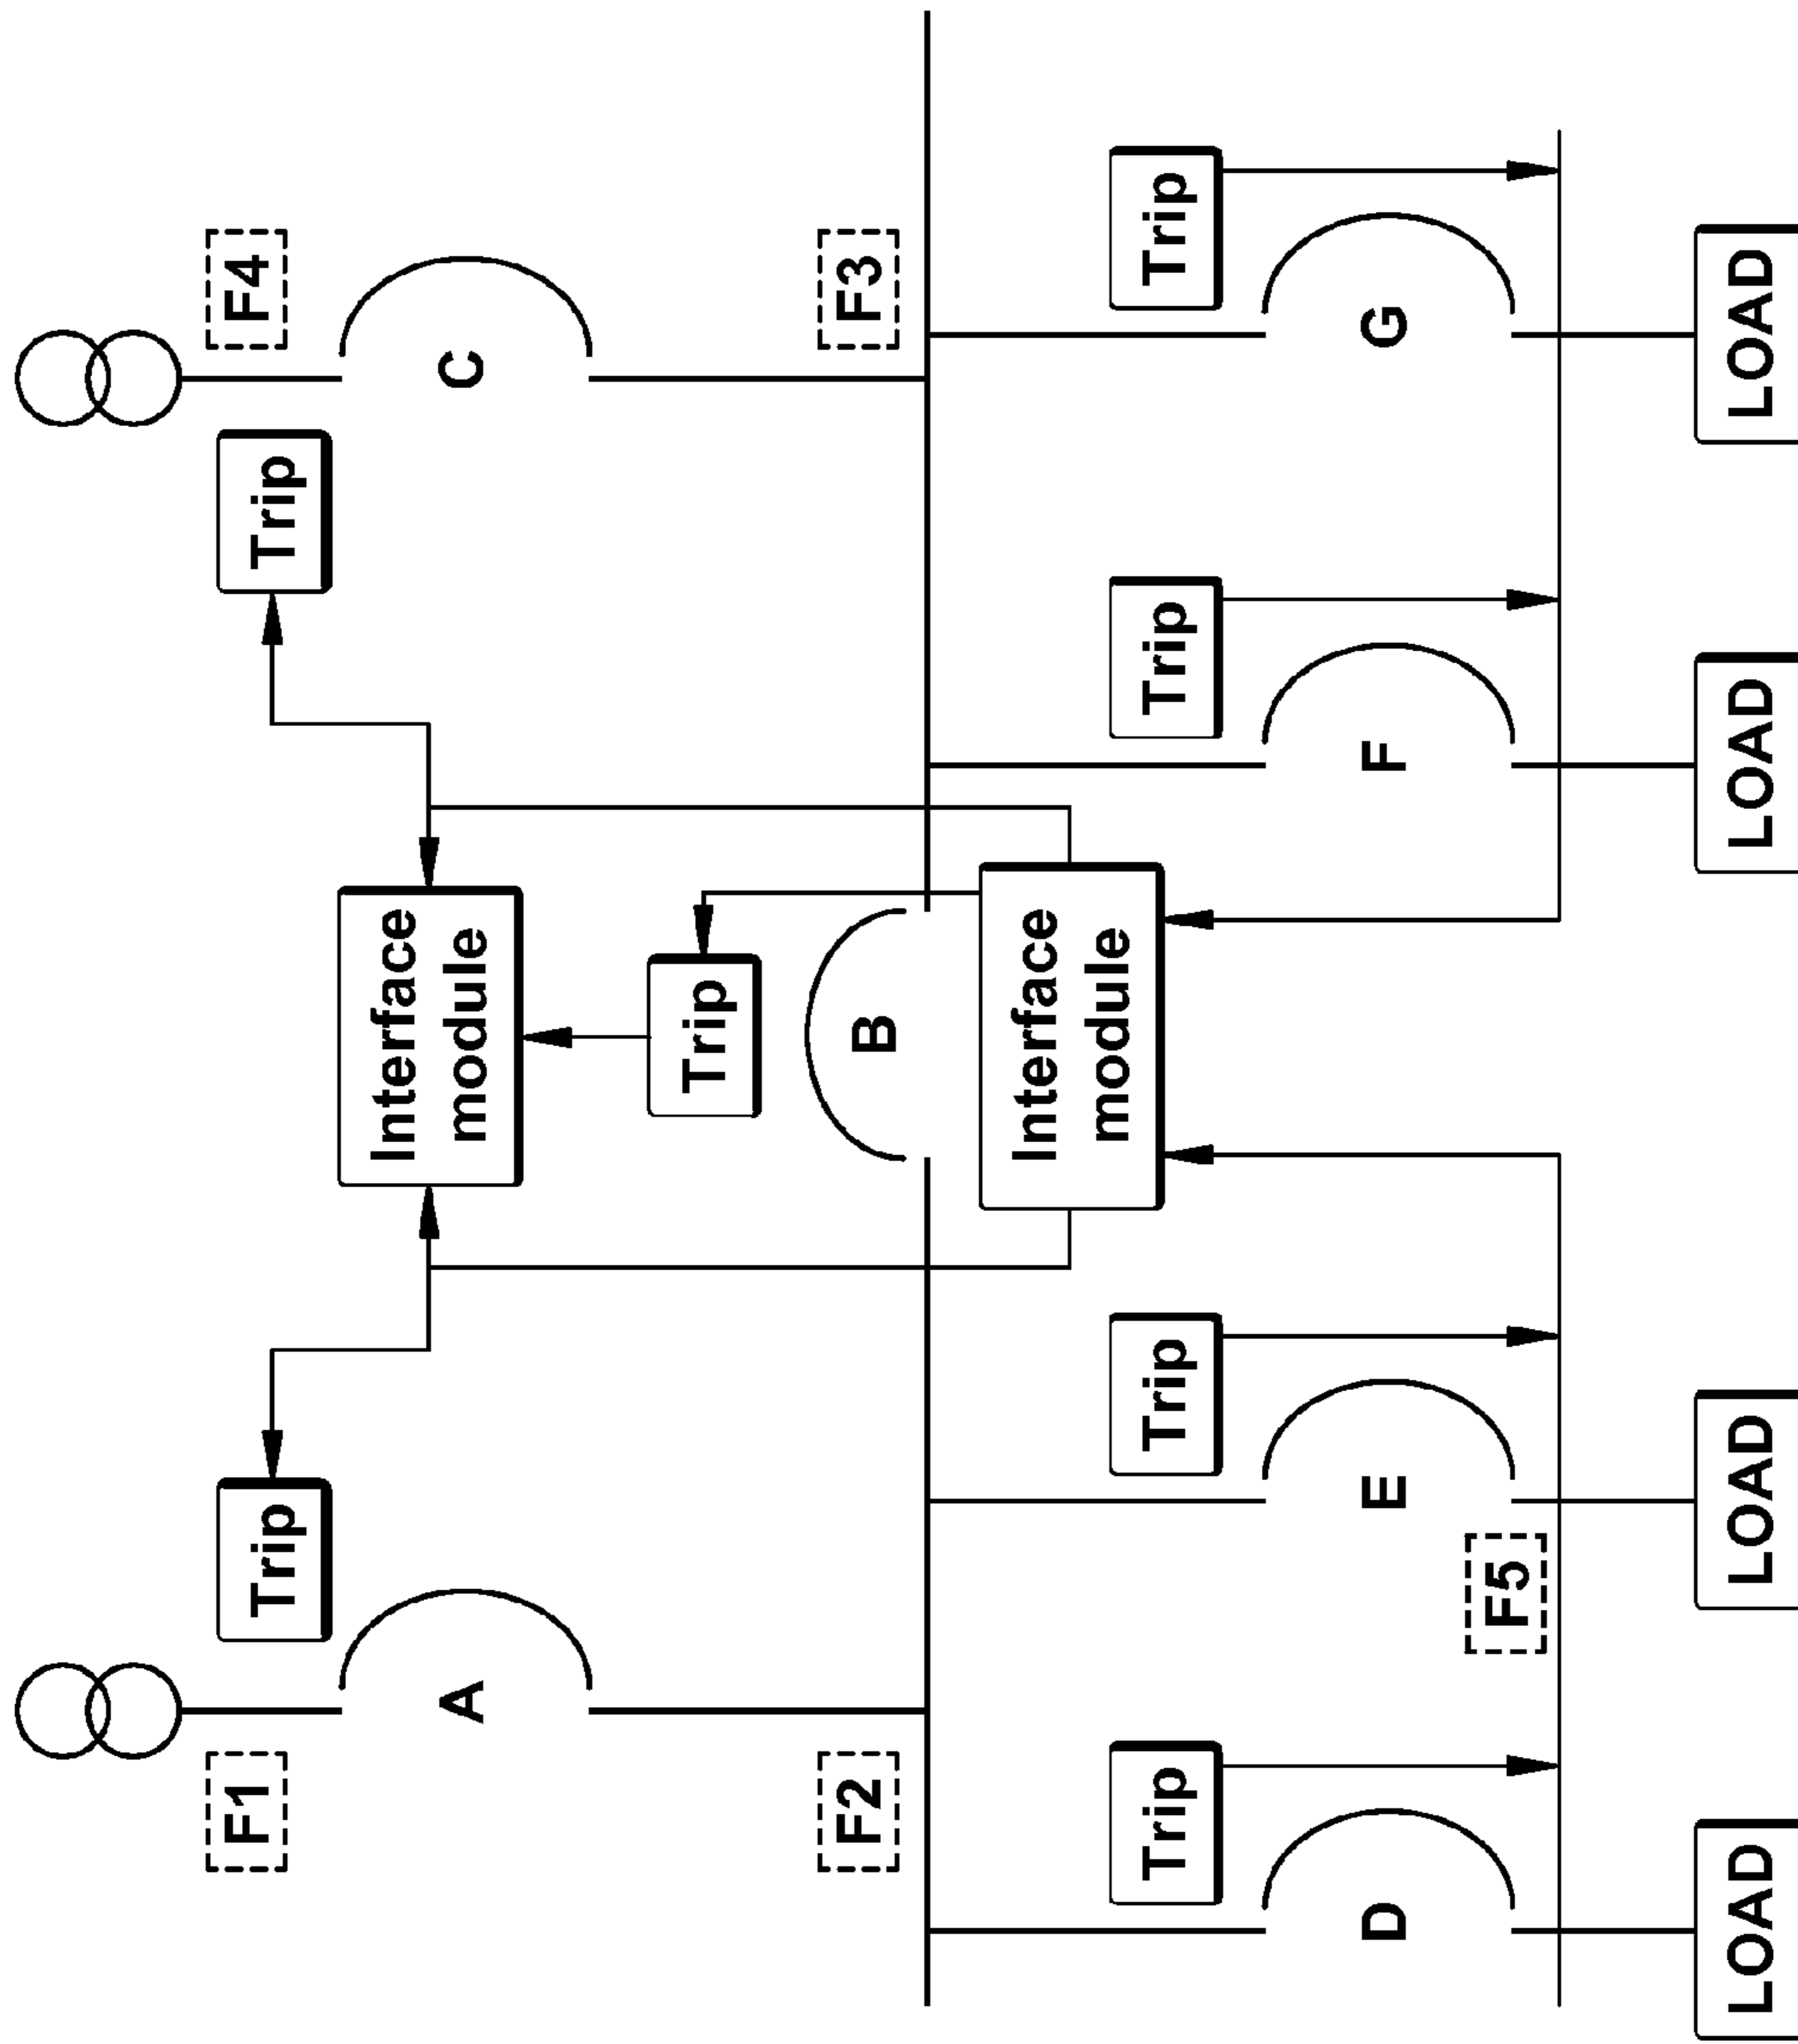 F1
Trip
Trip
F4
A
Interface
module
C
Trip
F2
B
F3
Interface
module
Trip
Trip
Trip
Trip
D
E
F
G
F5
LOAD
LOAD
LOAD
LOAD